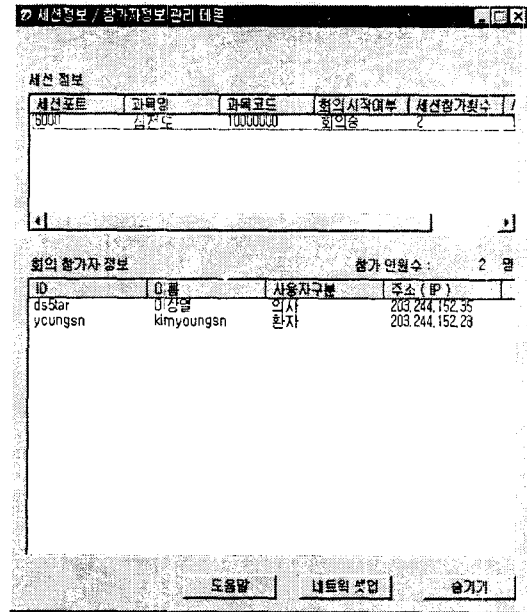 세션정보 / 참가자정보 관리 데몬
세션 정보
세션포트 과목명 과목코드 회의시작여부 세션참가횟수
6000 심전도 10000000 회의중 2
회의 참가자 정보 참가 인원수 : 2 명
ID 이름 사용자구분 주소 ( IP )
ds5tar 이상열 의사 203.244.152.35
youngsn kimyoungsn 환자 203.244.152.28
도움말 네트웍 셋업 숨기기